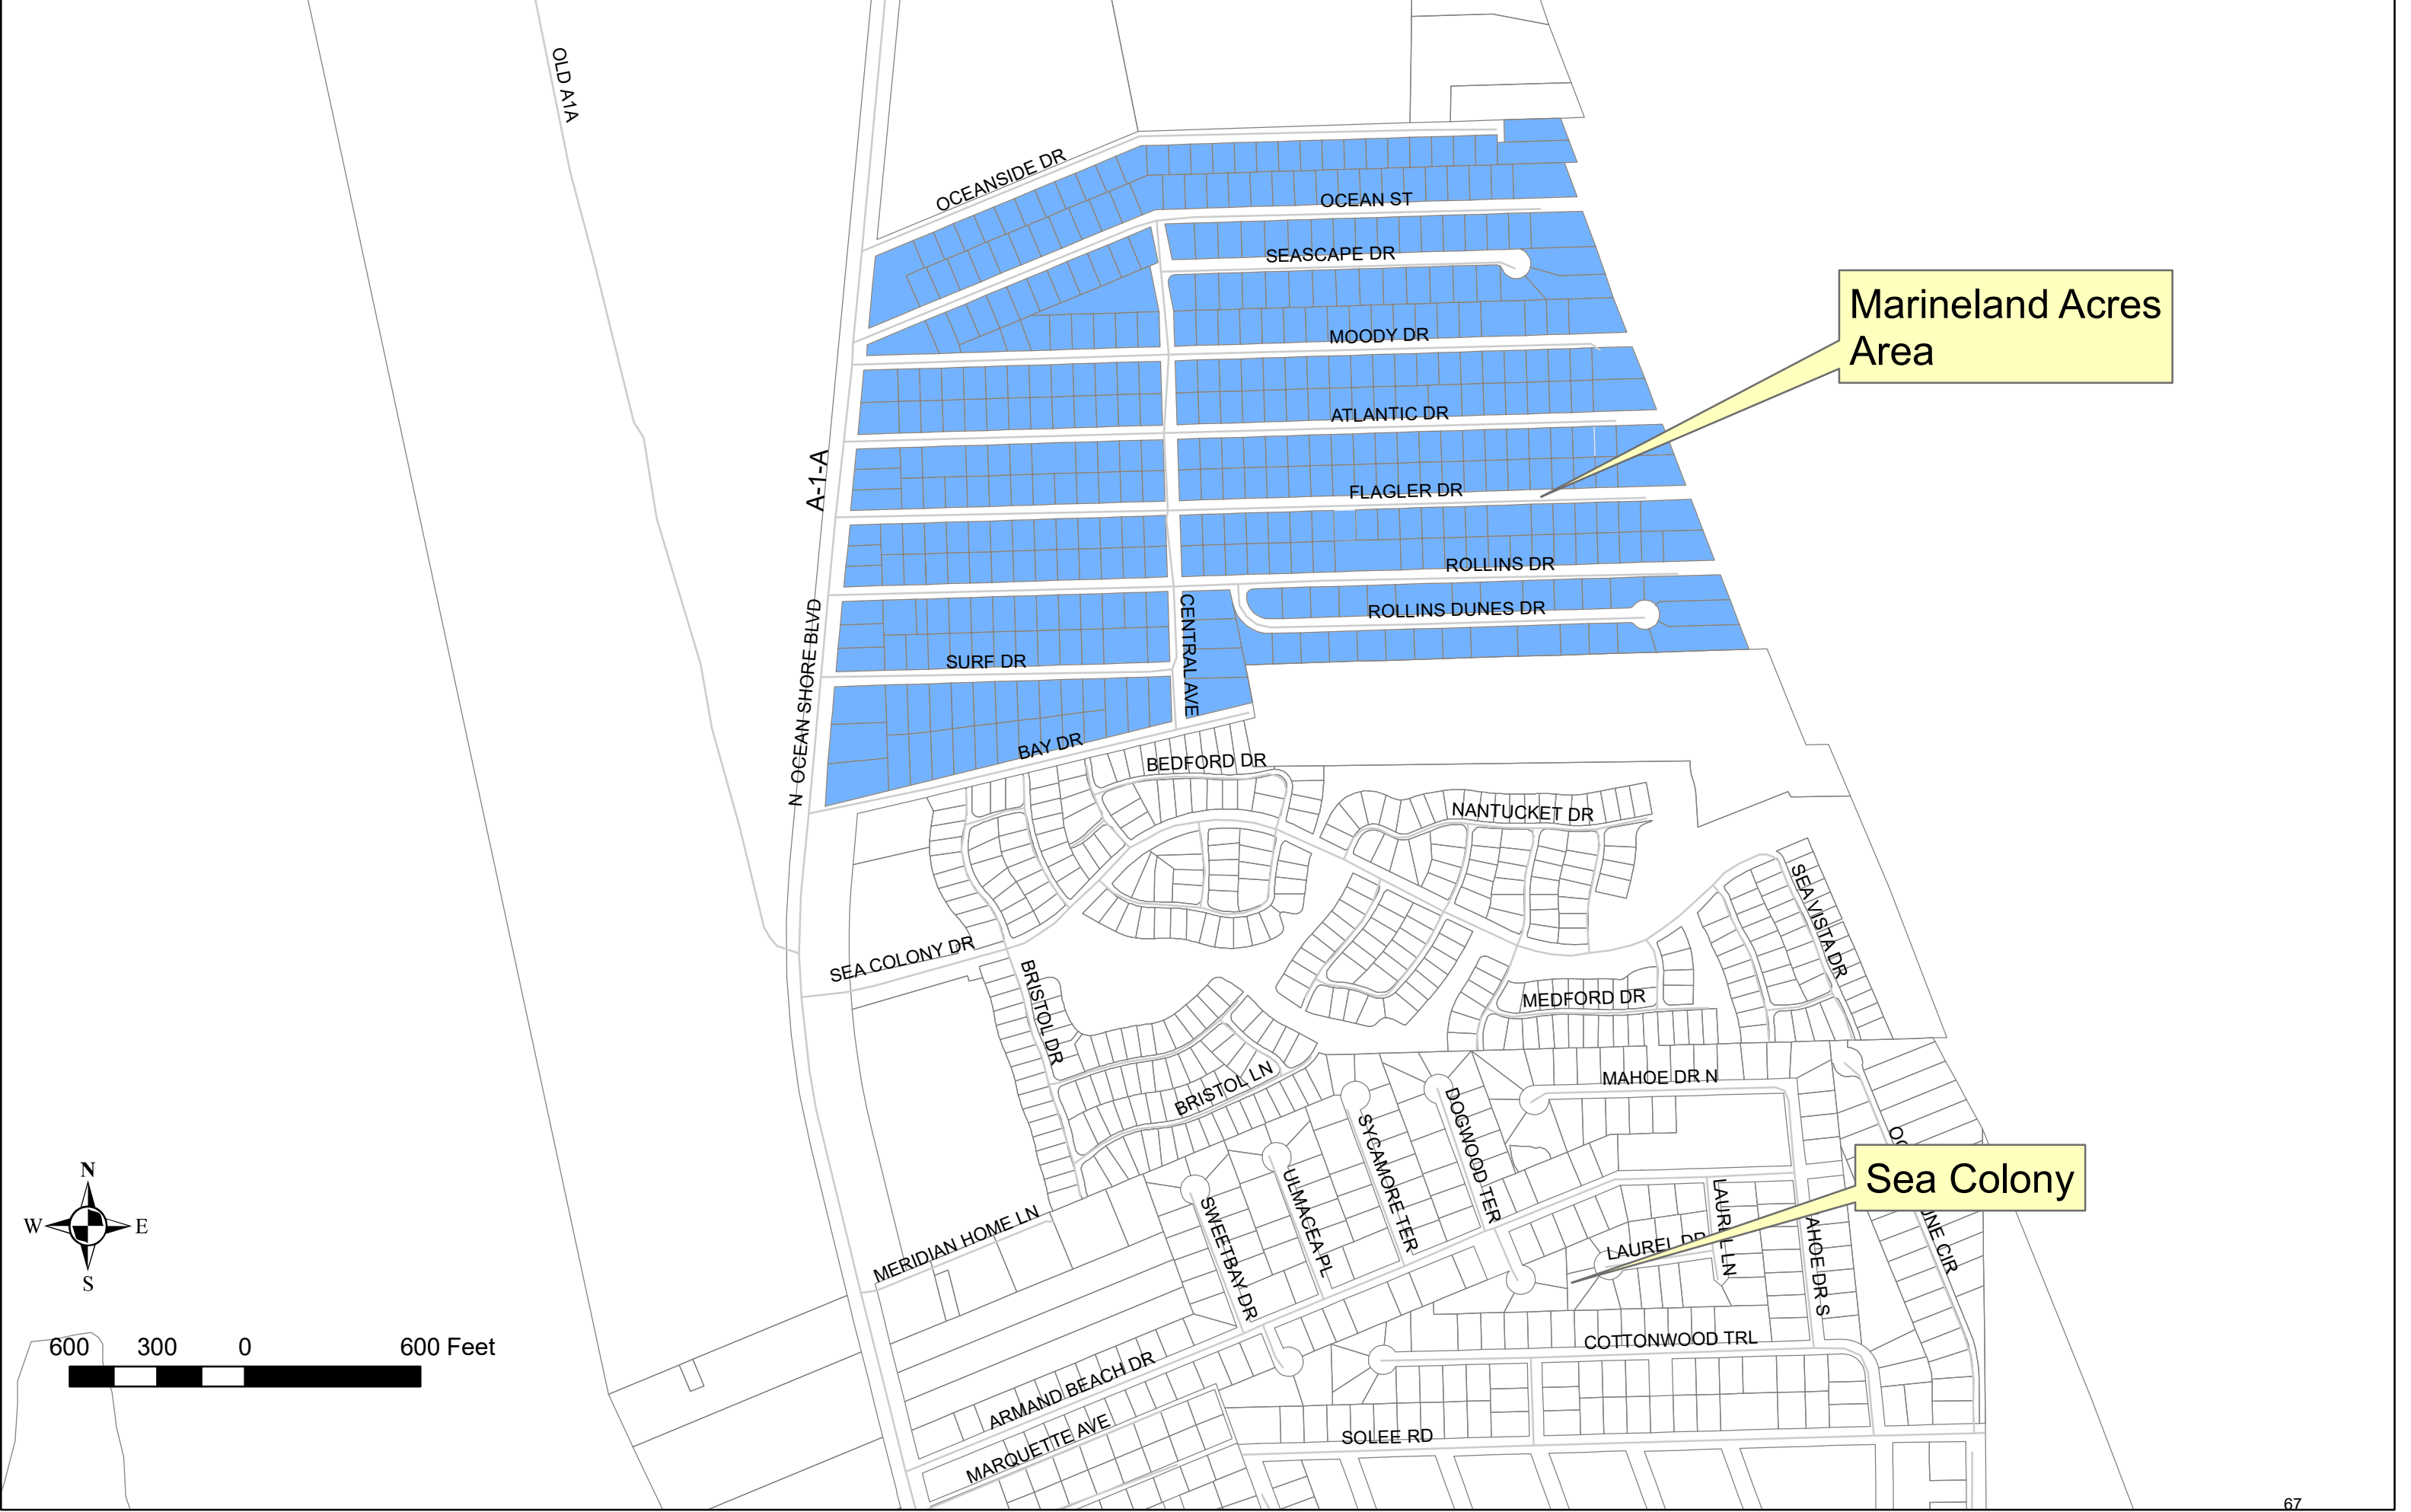 OLD A1A
OCEANSIDE DR
OCEAN ST
SEASCAPE DR
Marineland Acres
Area
MOODY DR
ATLANTIC DR
A-1-A
FLAGLER DR
ROLLINS DR
ROLLINS DUNES DR
CENTRAL AVE
N OCEAN SHORE BLVD
SURF DR
BAY DR
BEDFORD DR
NANTUCKET DR
SEA VISTA DR
SEA COLONY DR
BRISTOL DR
MEDFORD DR
BRISTOL LN
MAHOE DR N
DOGWOOD TER
SYCAMORE TER
ULMACEA PL
SWEETBAY DR
Sea Colony
LAUREL LN
LAUREL DR
AHOE DR S
NE CIR
MERIDIAN HOME LN
N
W
E
S
600
300
0
600 Feet
COTTONWOOD TRL
ARMAND BEACH DR
MARQUETTE AVE
SOLEE RD
67